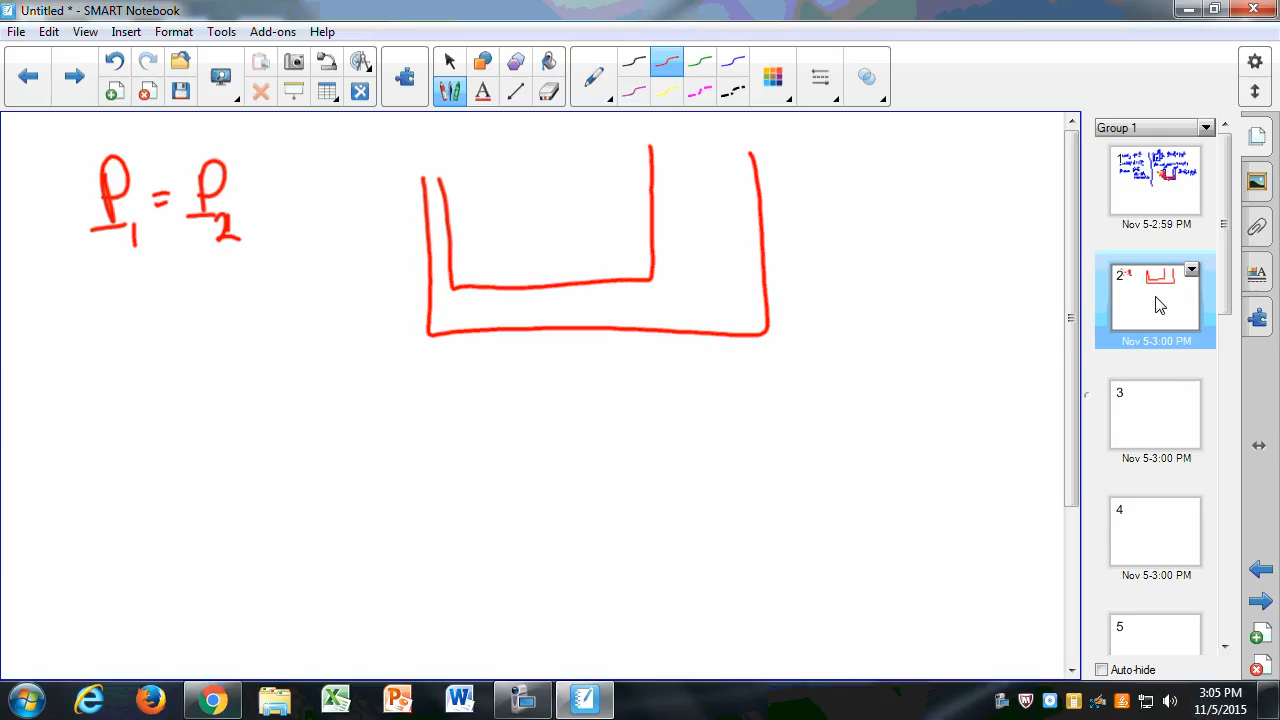 Untitled * - SMART Notebook
File Edit View Insert Format Tools Add-ons Help
Group 1
P1 = P2
Nov 5-2:59 PM
2
Nov 5-3:00 PM
3
Nov 5-3:00 PM
4
Nov 5-3:00 PM
5
Auto-hide
3:05 PM
11/5/2015